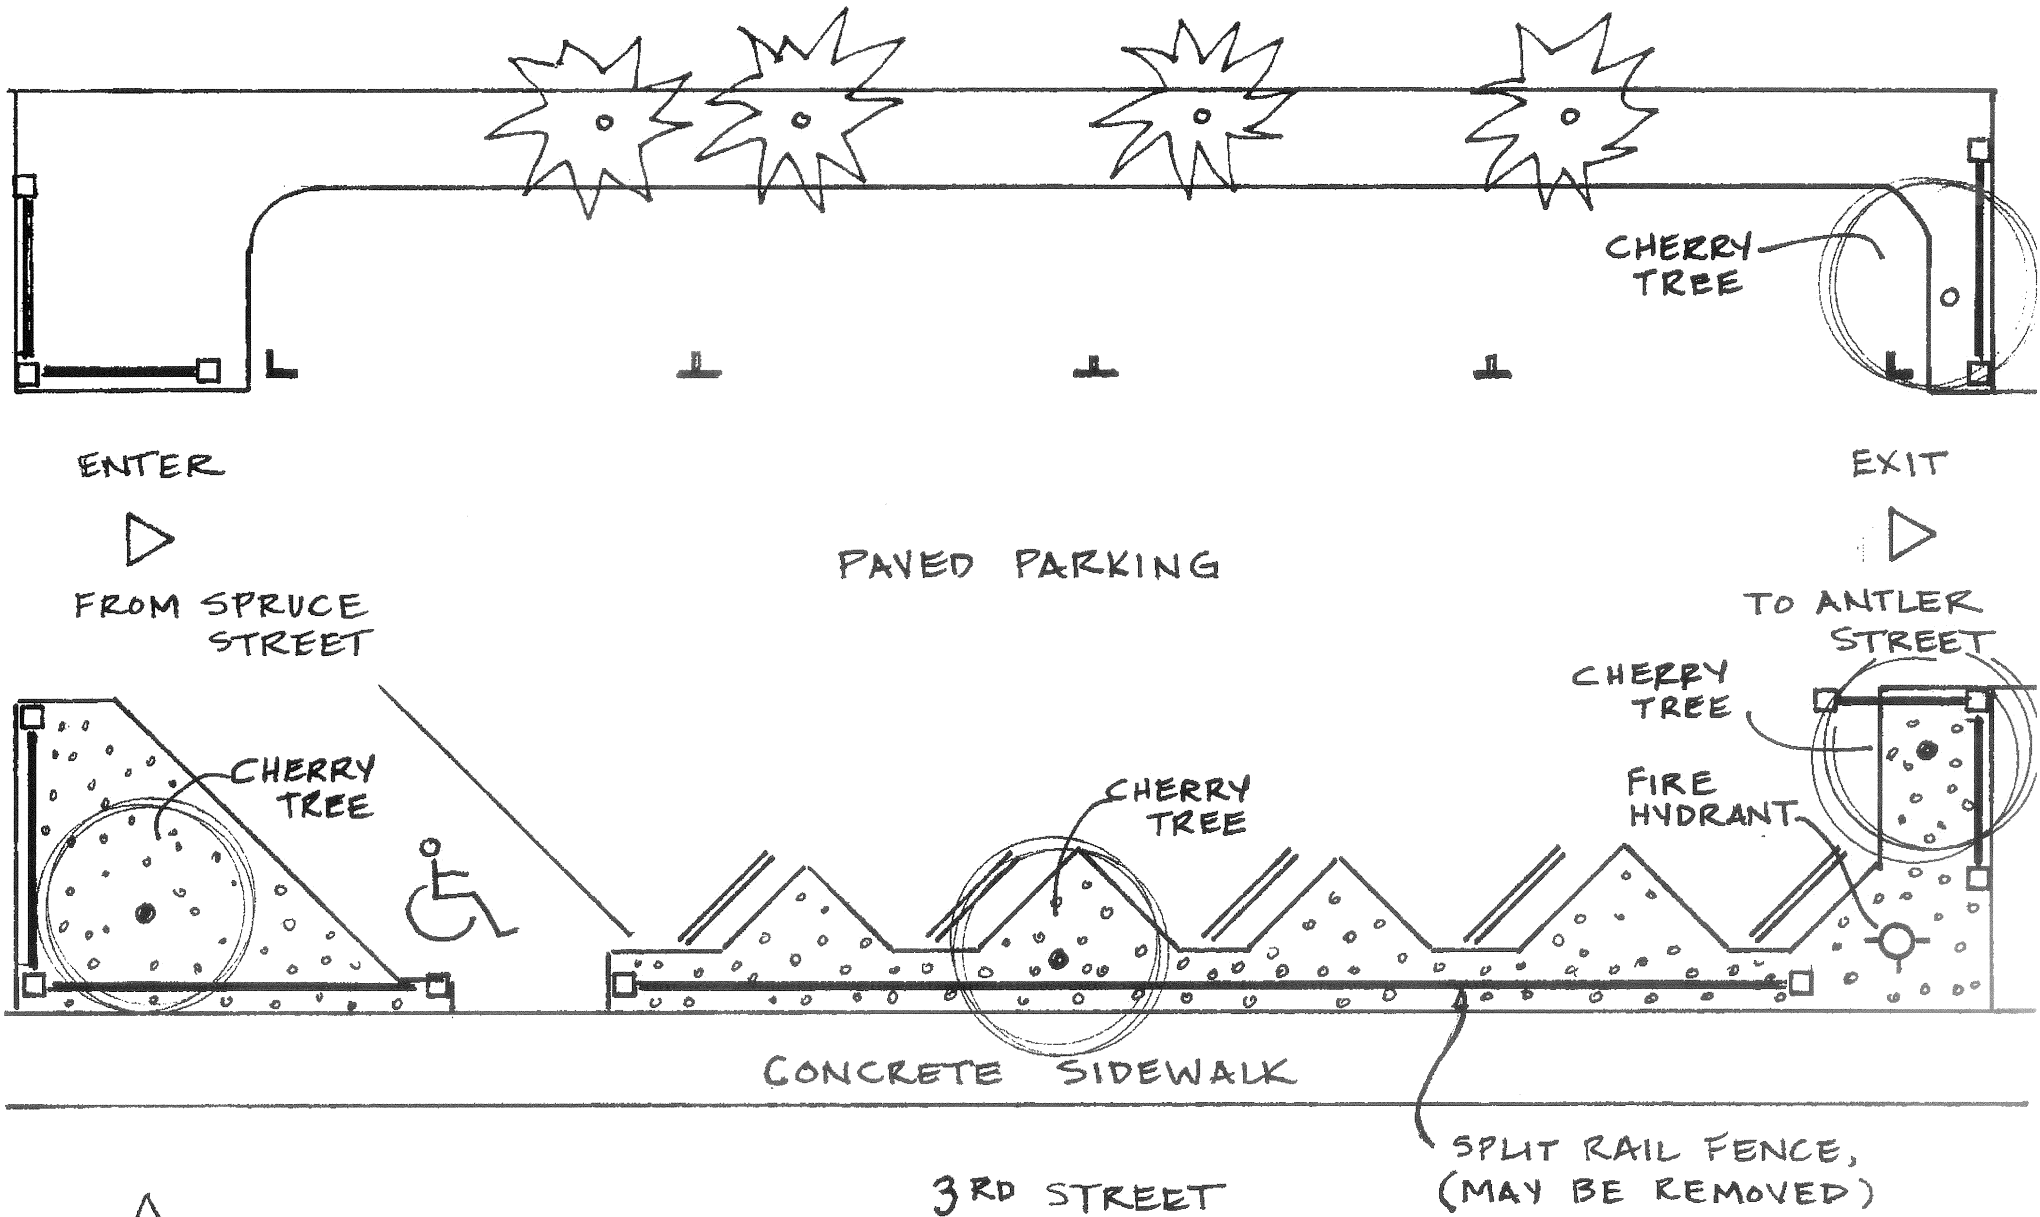 CHERRY
TREE
ENTER
EXIT
PAVED PARKING
FROM SPRUCE
STREET
TO ANTLER
STREET
CHERRY
TREE
CHERRY
TREE
CHERRY
TREE
FIRE
HYDRANT
CONCRETE SIDEWALK
SPLIT RAIL FENCE,
(MAY BE REMOVED)
3RD STREET